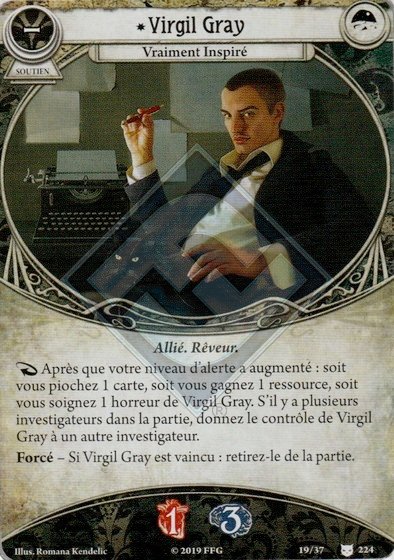 Virgil Gray
Vraiment Inspiré
SOUTIEN
Allié. Rêveur.
Après que votre niveau d'alerte a augmenté : soit
vous piochez 1 carte, soit vous gagnez 1 ressource, soit
vous soignez 1 horreur de Virgil Gray. S'il y a plusieurs
investigateurs dans la partie, donnez le contrôle de Virgil
Gray à un autre investigateur.
Forcé – Si Virgil Gray est vaincu : retirez-le de la partie.
1 3
Illus. Romana Kendelic © 2019 FFG 19/37 224